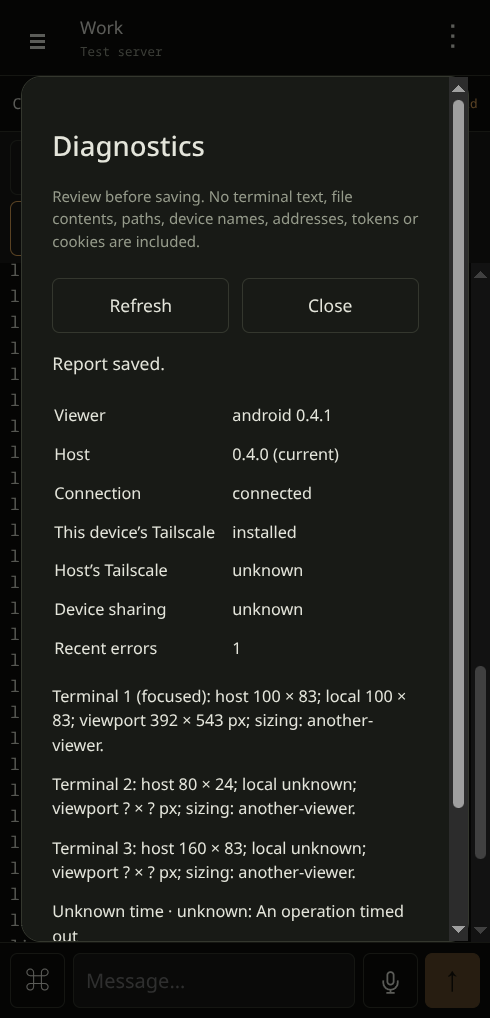 Work
Test server
C
d
Diagnostics
Review before saving. No terminal text, file
contents, paths, device names, addresses, tokens or
cookies are included.
Refresh Close
Report saved.
Viewer android 0.4.1
Host 0.4.0 (current)
Connection connected
This device’s Tailscale installed
Host’s Tailscale unknown
Device sharing unknown
Recent errors 1
Terminal 1 (focused): host 100 × 83; local 100 ×
83; viewport 392 × 543 px; sizing: another-
viewer.
Terminal 2: host 80 × 24; local unknown;
viewport ? × ? px; sizing: another-viewer.
Terminal 3: host 160 × 83; local unknown;
viewport ? × ? px; sizing: another-viewer.
Unknown time · unknown: An operation timed
out
Message...